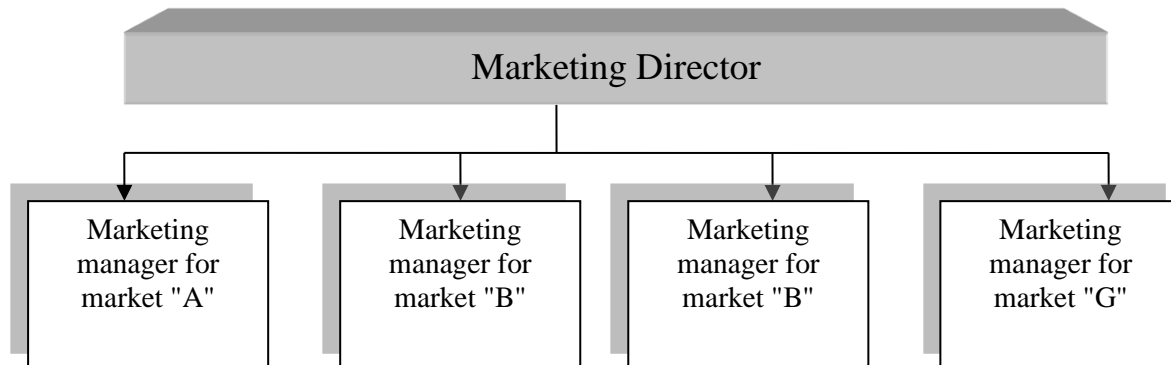 Marketing Director
Marketing
manager for
market "A"
Marketing
manager for
market "B"
Marketing
manager for
market "B"
Marketing
manager for
market "G"